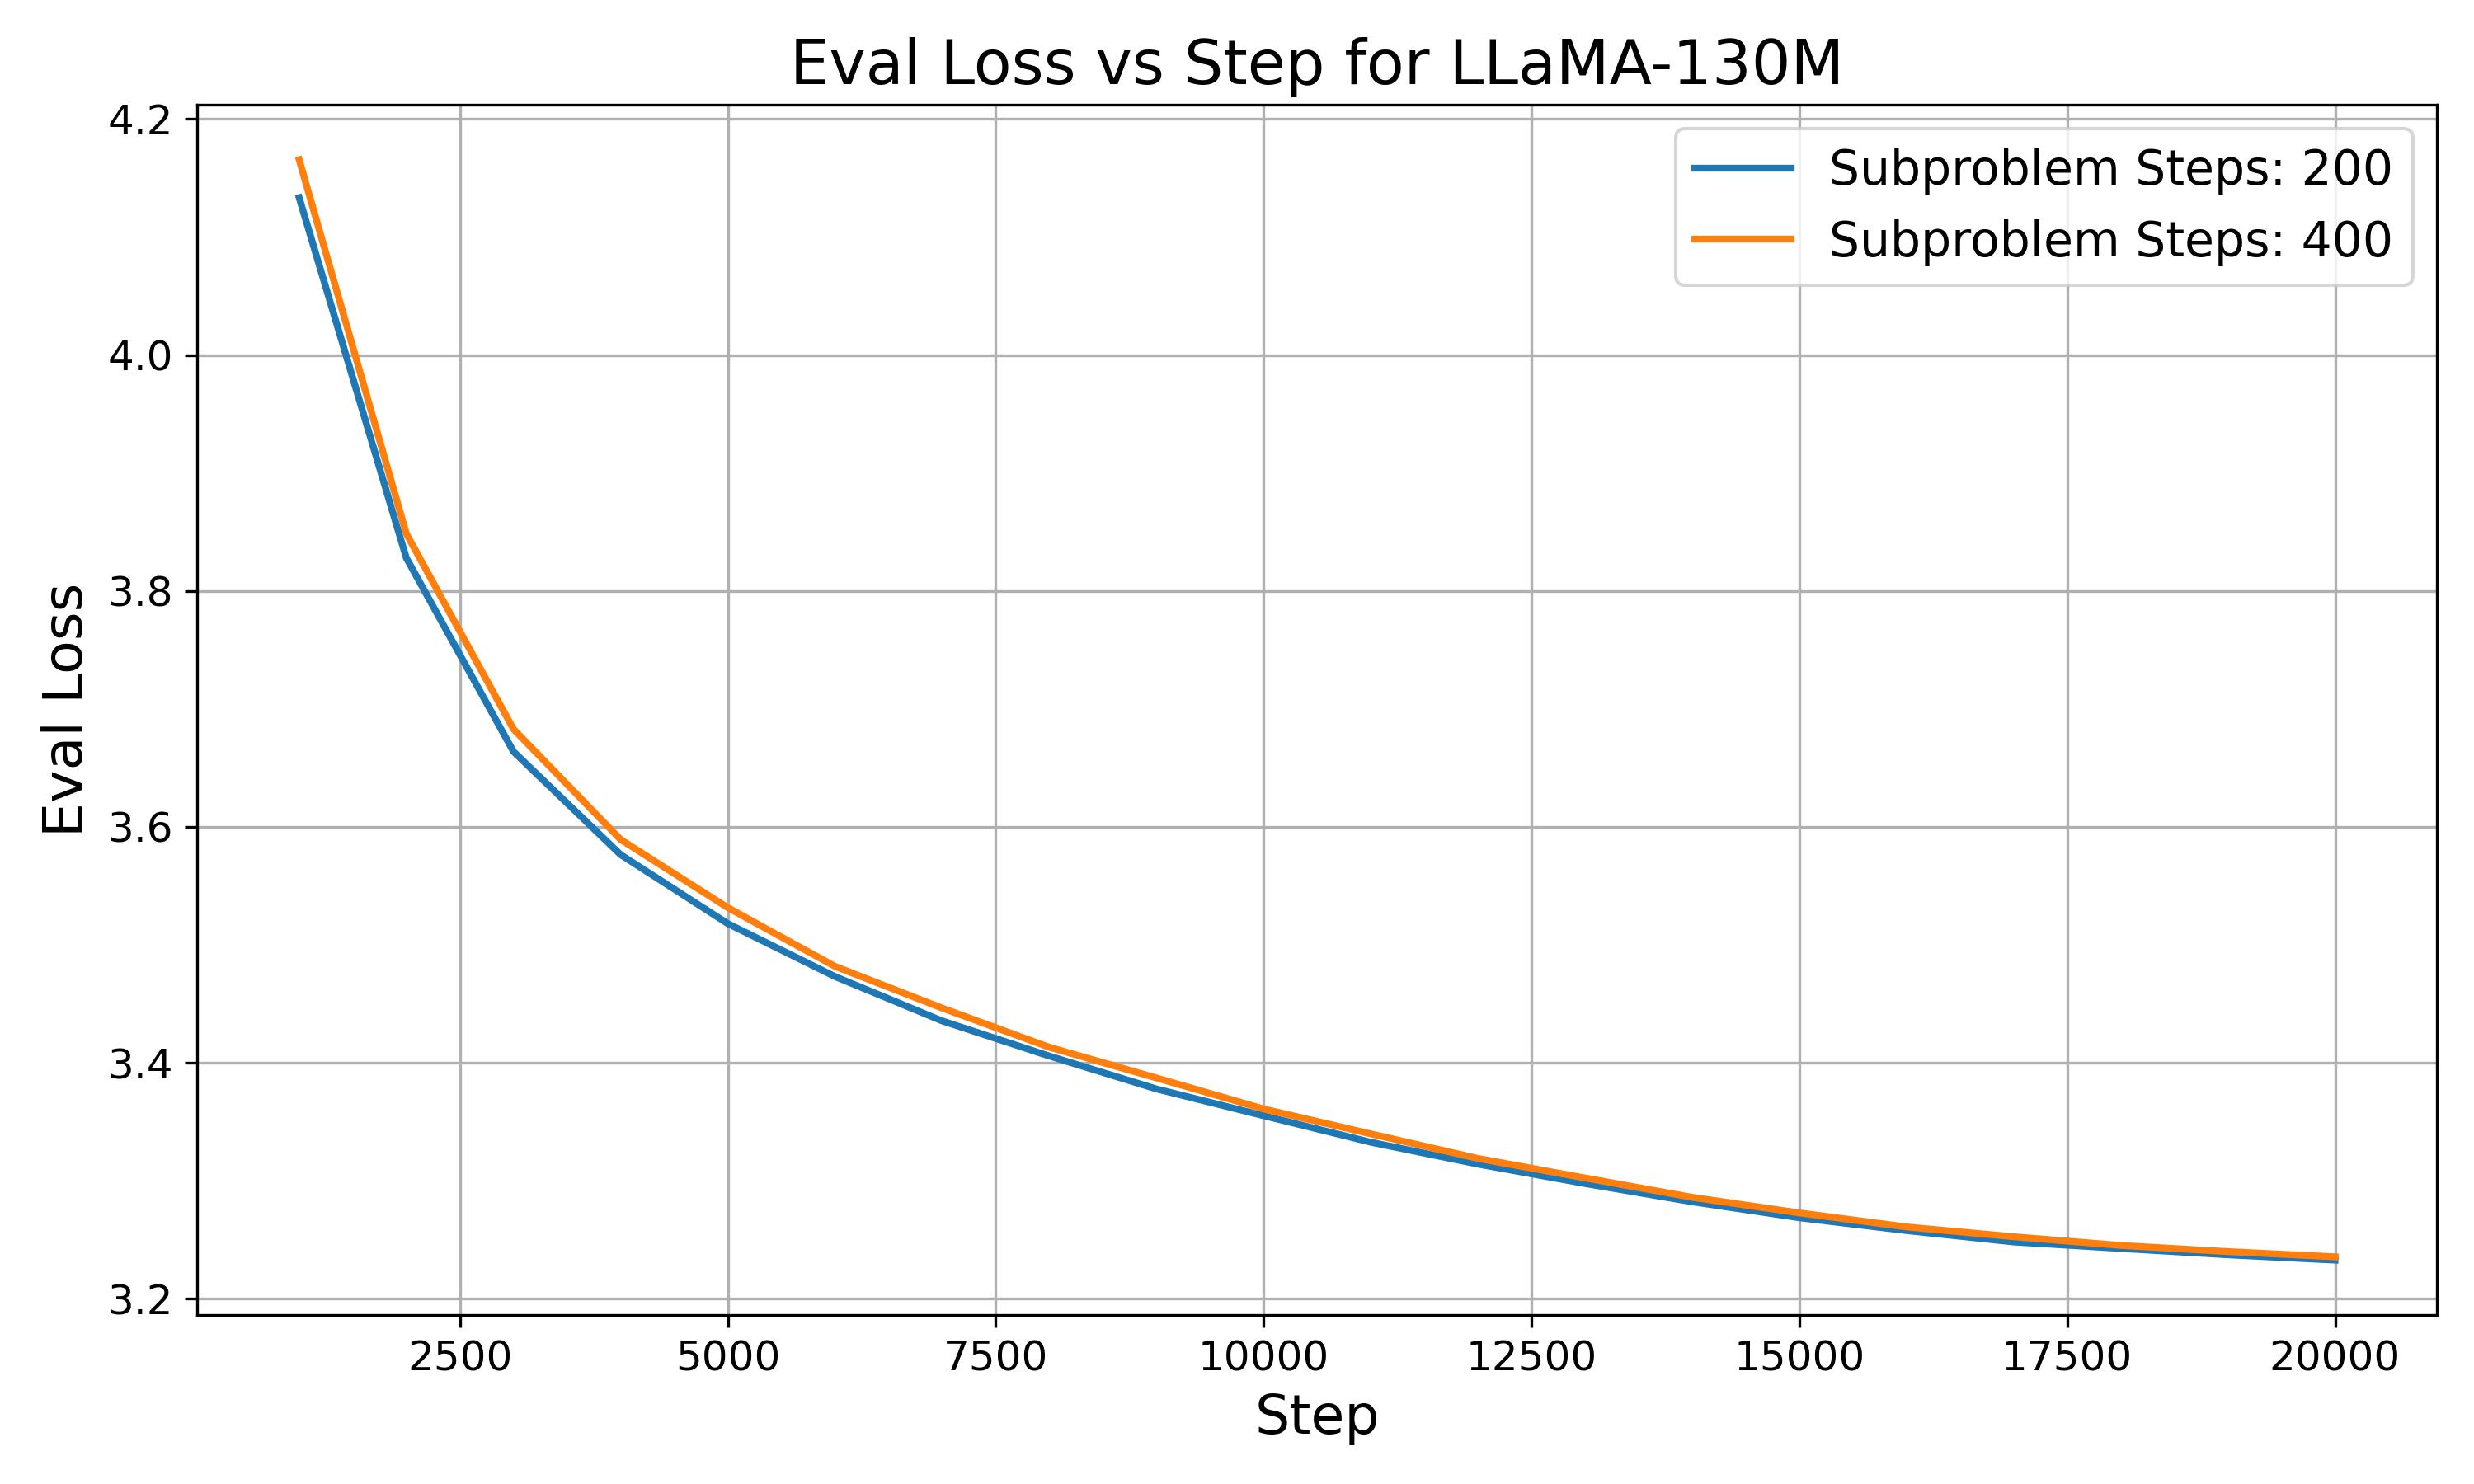 Eval Loss vs Step for LLaMA-130M
Subproblem Steps: 200
Subproblem Steps: 400
Eval Loss
4.2
4.0
3.8
3.6
3.4
3.2
2500 5000 7500 10000 12500 15000 17500 20000
Step